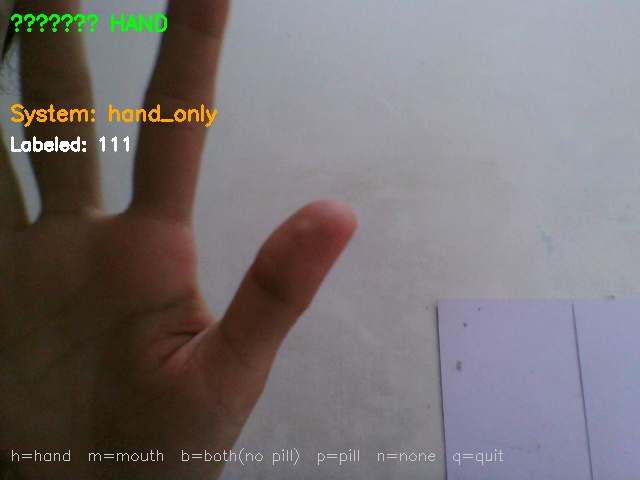 ??????? HAND
System: hand_only
Labeled: 111
h=hand m=mouth b=both(no pill) p=pill n=none q=quit